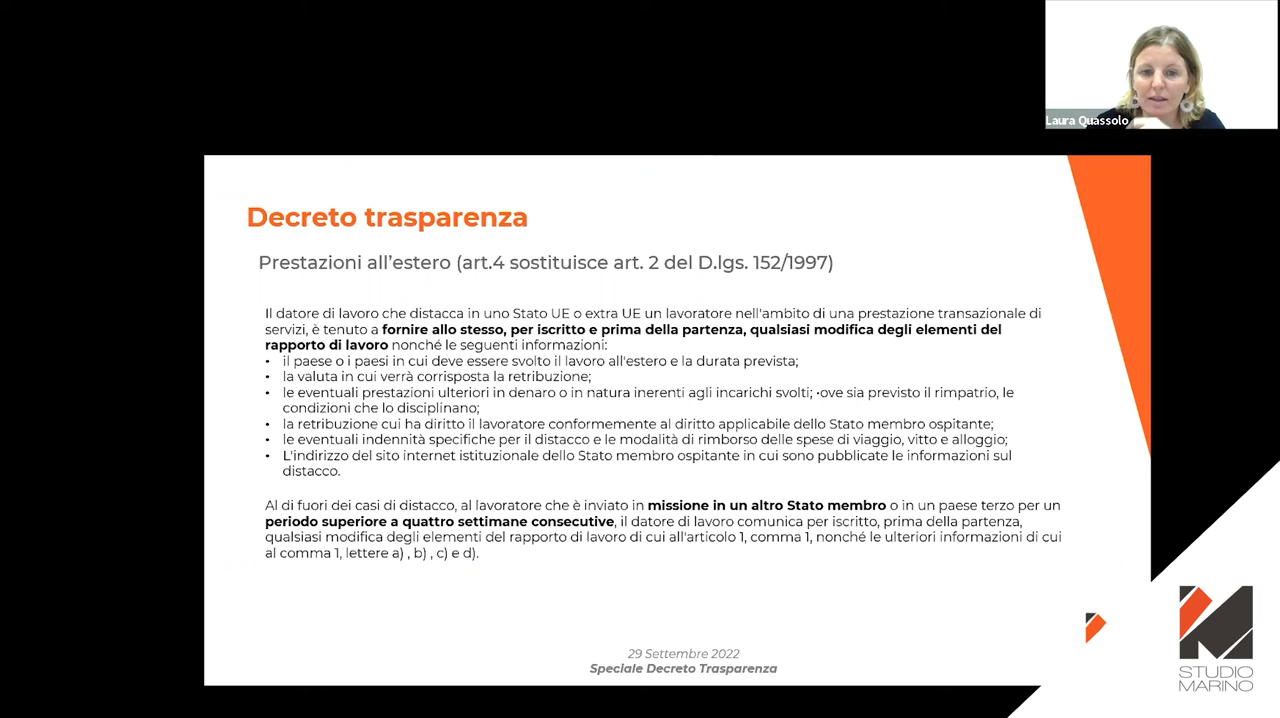 Laura Quassolo
Decreto trasparenza
Prestazioni all'estero (art.4 sostituisce art. 2 del D.lgs. 152/1997)
Il datore di lavoro che distacca in uno Stato UE o extra UE un lavoratore nell'ambito di una prestazione transazionale di
servizi, è tenuto a fornire allo stesso, per iscritto e prima della partenza, qualsiasi modifica degli elementi del
rapporto di lavoro nonché le seguenti informazioni:
• il paese o i paesi in cui deve essere svolto il lavoro all'estero e la durata prevista;
• la valuta in cui verrà corrisposta la retribuzione;
• le eventuali prestazioni ulteriori in denaro o in natura inerenti agli incarichi svolti; •ove sia previsto il rimpatrio, le
condizioni che lo disciplinano;
• la retribuzione cui ha diritto il lavoratore conformemente al diritto applicabile dello Stato membro ospitante;
• le eventuali indennità specifiche per il distacco e le modalità di rimborso delle spese di viaggio, vitto e alloggio;
• L'indirizzo del sito internet istituzionale dello Stato membro ospitante in cui sono pubblicate le informazioni sul
distacco.
Al di fuori dei casi di distacco, al lavoratore che è inviato in missione in un altro Stato membro o in un paese terzo per un
periodo superiore a quattro settimane consecutive, il datore di lavoro comunica per iscritto, prima della partenza,
qualsiasi modifica degli elementi del rapporto di lavoro di cui all'articolo 1, comma 1, nonché le ulteriori informazioni di cui
al comma 1, lettere a) , b) , c) e d).
29 Settembre 2022
Speciale Decreto Trasparenza
STUDIO
MARINO